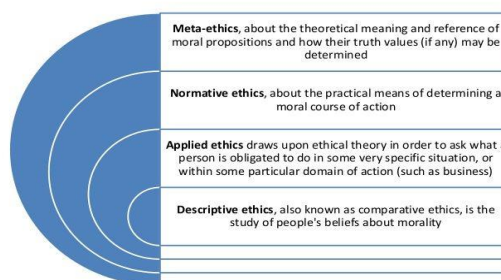 Meta-ethics, about the theoretical meaning and reference of
moral propositions and how their truth values (if any) may be
determined
Normative ethics, about the practical means of determining a
moral course of action
Applied ethics draws upon ethical theory in order to ask what
person is obligated to do in some very specific situation, or
within some particular domain of action (such as business)
Descriptive ethics, also known as comparative ethics, is the
study of people's beliefs about morality